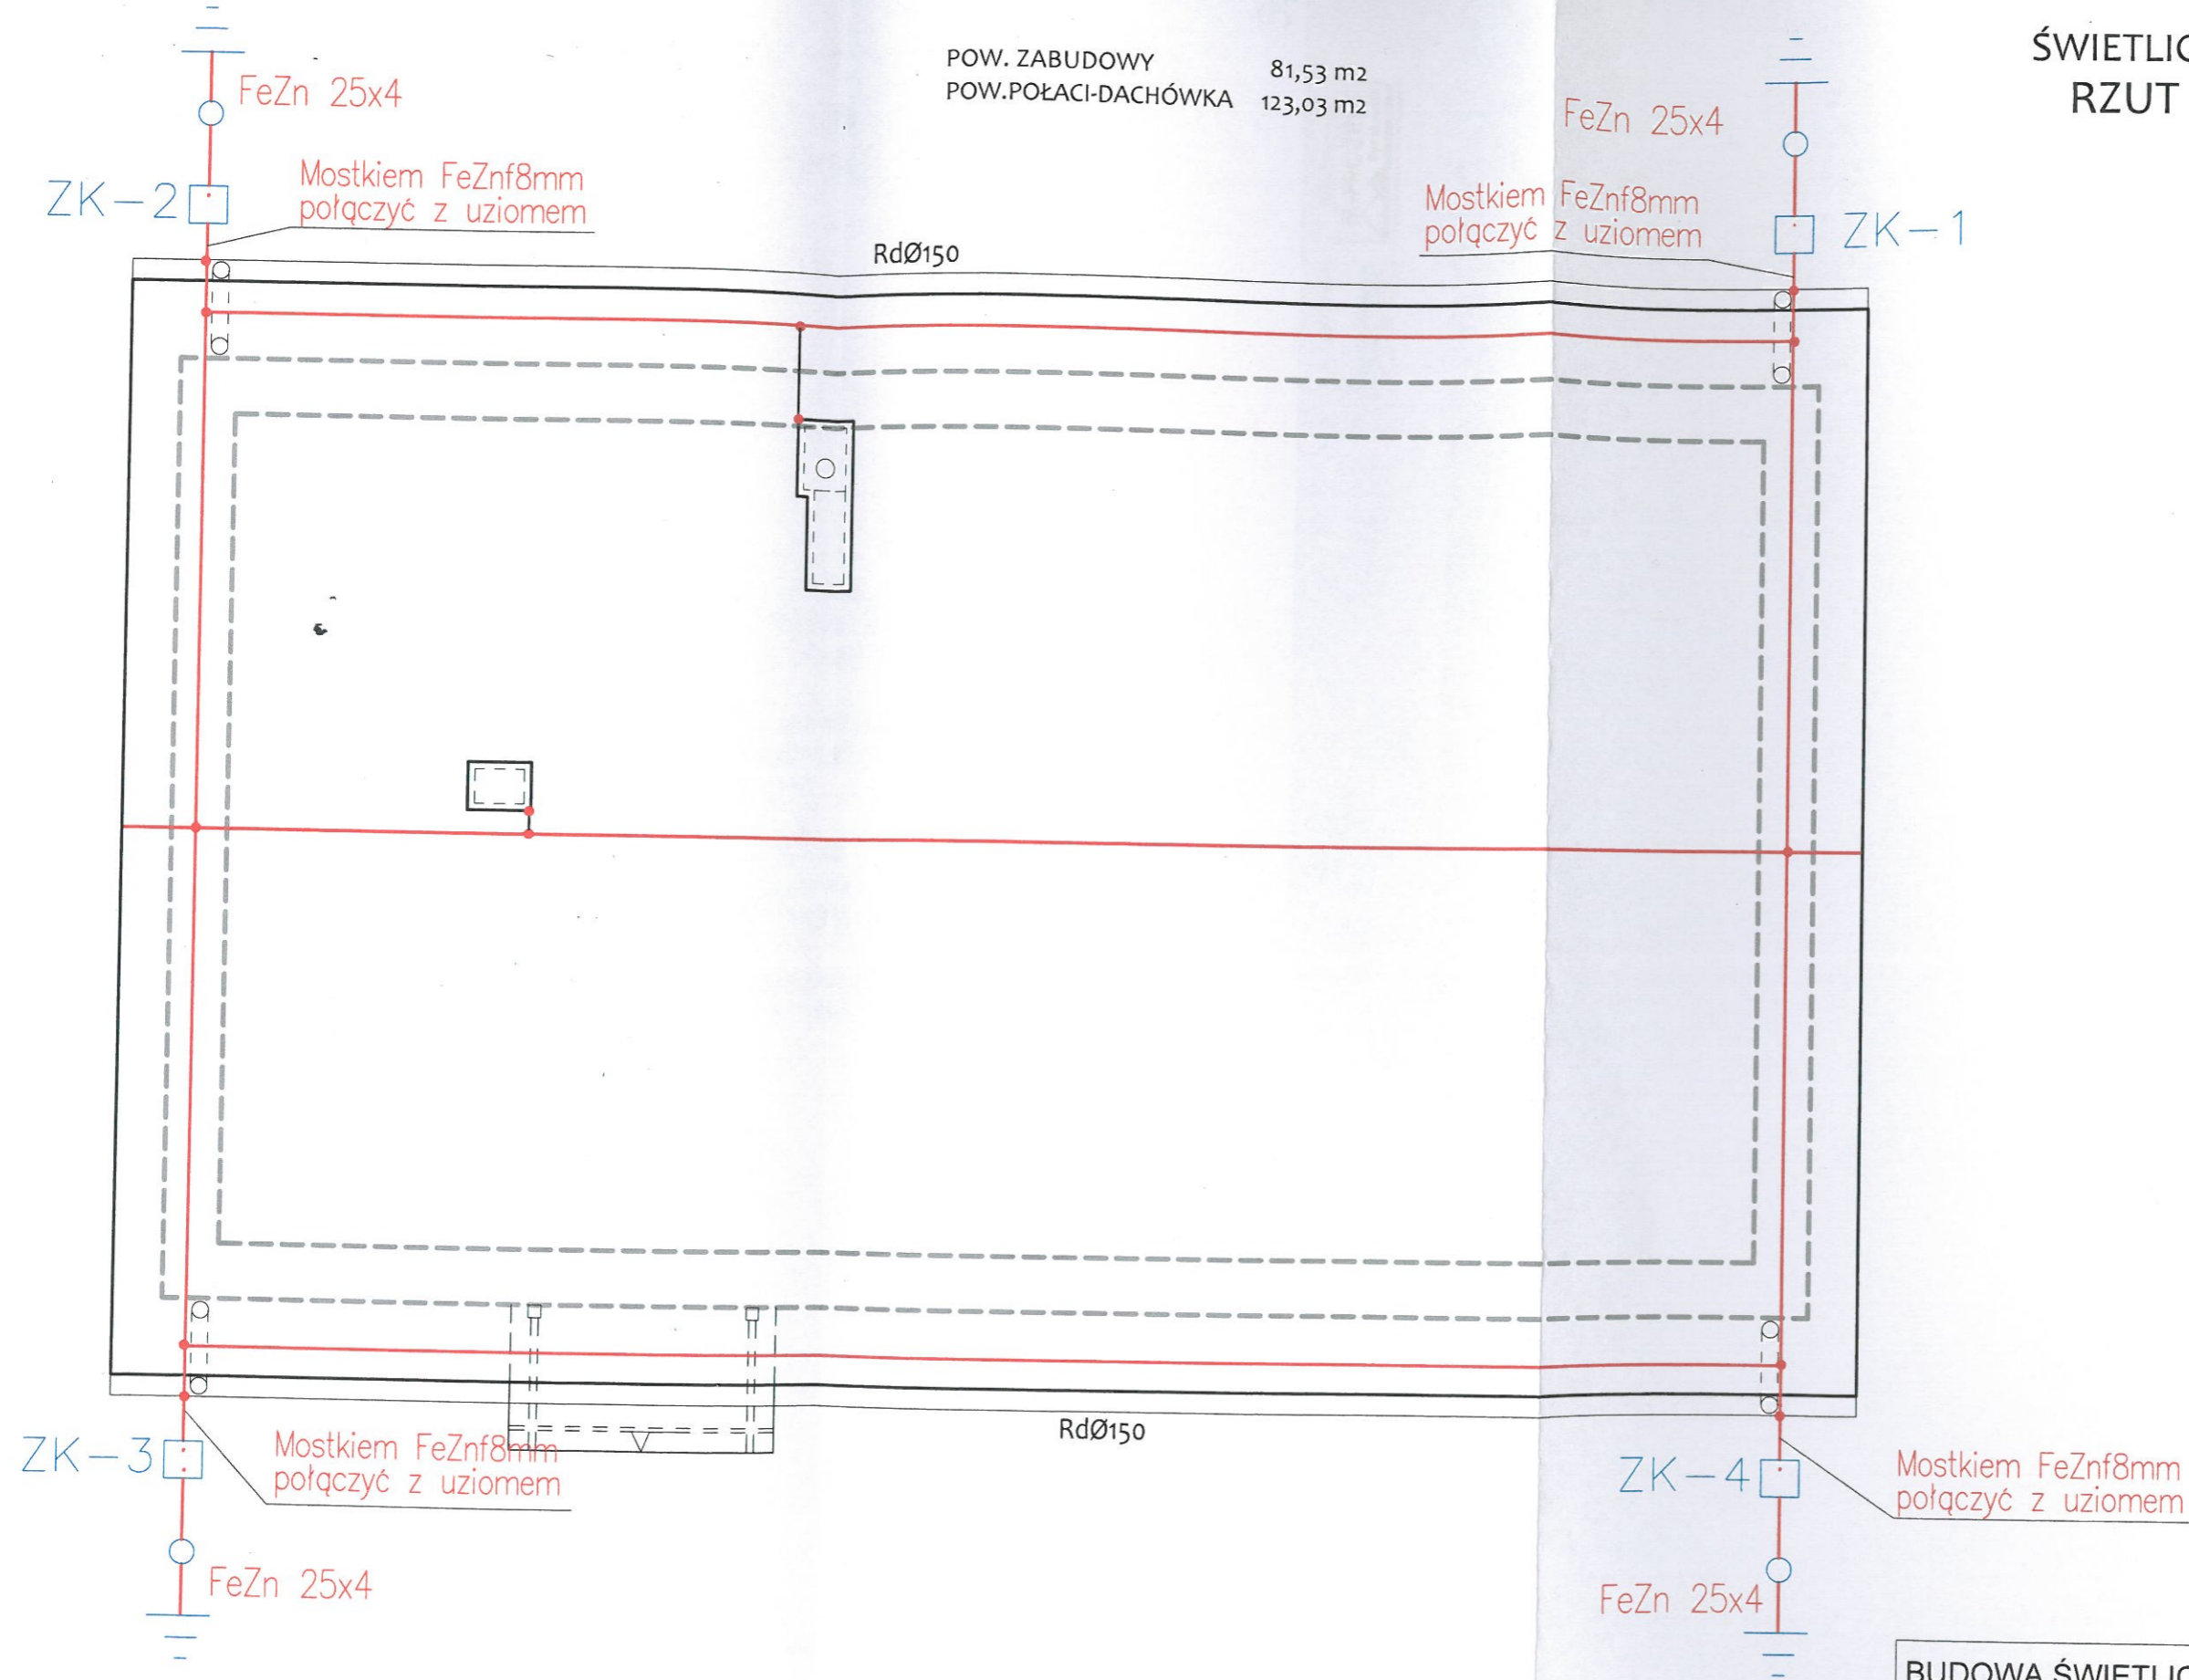 POW. ZABUDOWY 81,53 m2
POW.POŁACI-DACHÓWKA 123,03 m2
RZUT
FeZn 25x4
FeZn 25x4
ZK-2
Mostkiem FeZnf8mm
połączyć z uziomem
Mostkiem FeZnf8mm
połączyć z uziomem
ZK-1
RdØ150
RdØ150
ZK-3
Mostkiem FeZnf8mm
połączyć z uziomem
ZK-4
Mostkiem FeZnf8mm
połączyć z uziomem
FeZn 25x4
FeZn 25x4
BUDOWA